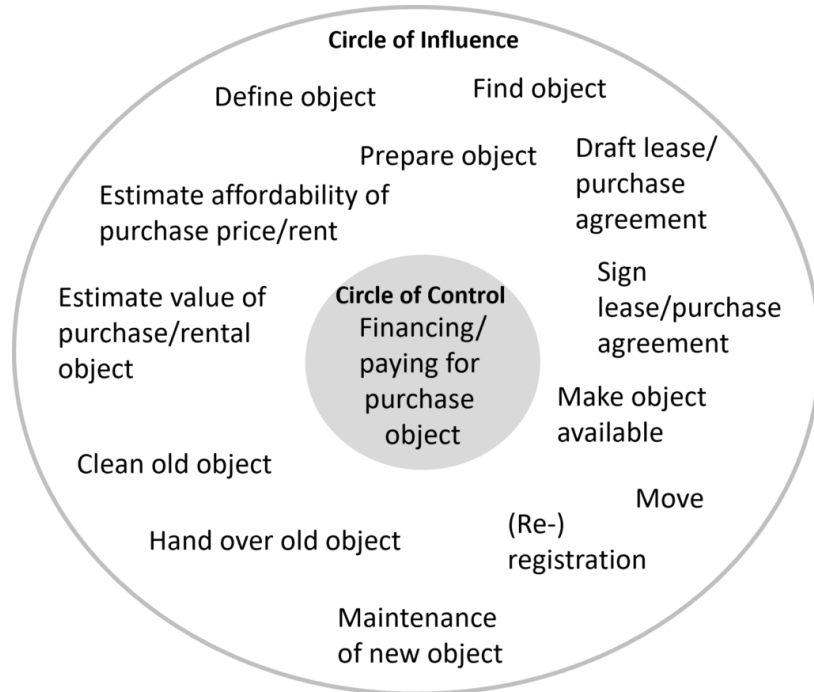 Circle of Influence
Define object
Find object
Prepare object
Draft lease/
purchase
agreement
Estimate affordability of
purchase price/rent
Sign
lease/purchase
agreement
Estimate value of
purchase/rental
object
Circle of Control
Financing/
paying for
purchase
object
Make object
available
Clean old object
Move
(Re-)
registration
Hand over old object
Maintenance
of new object